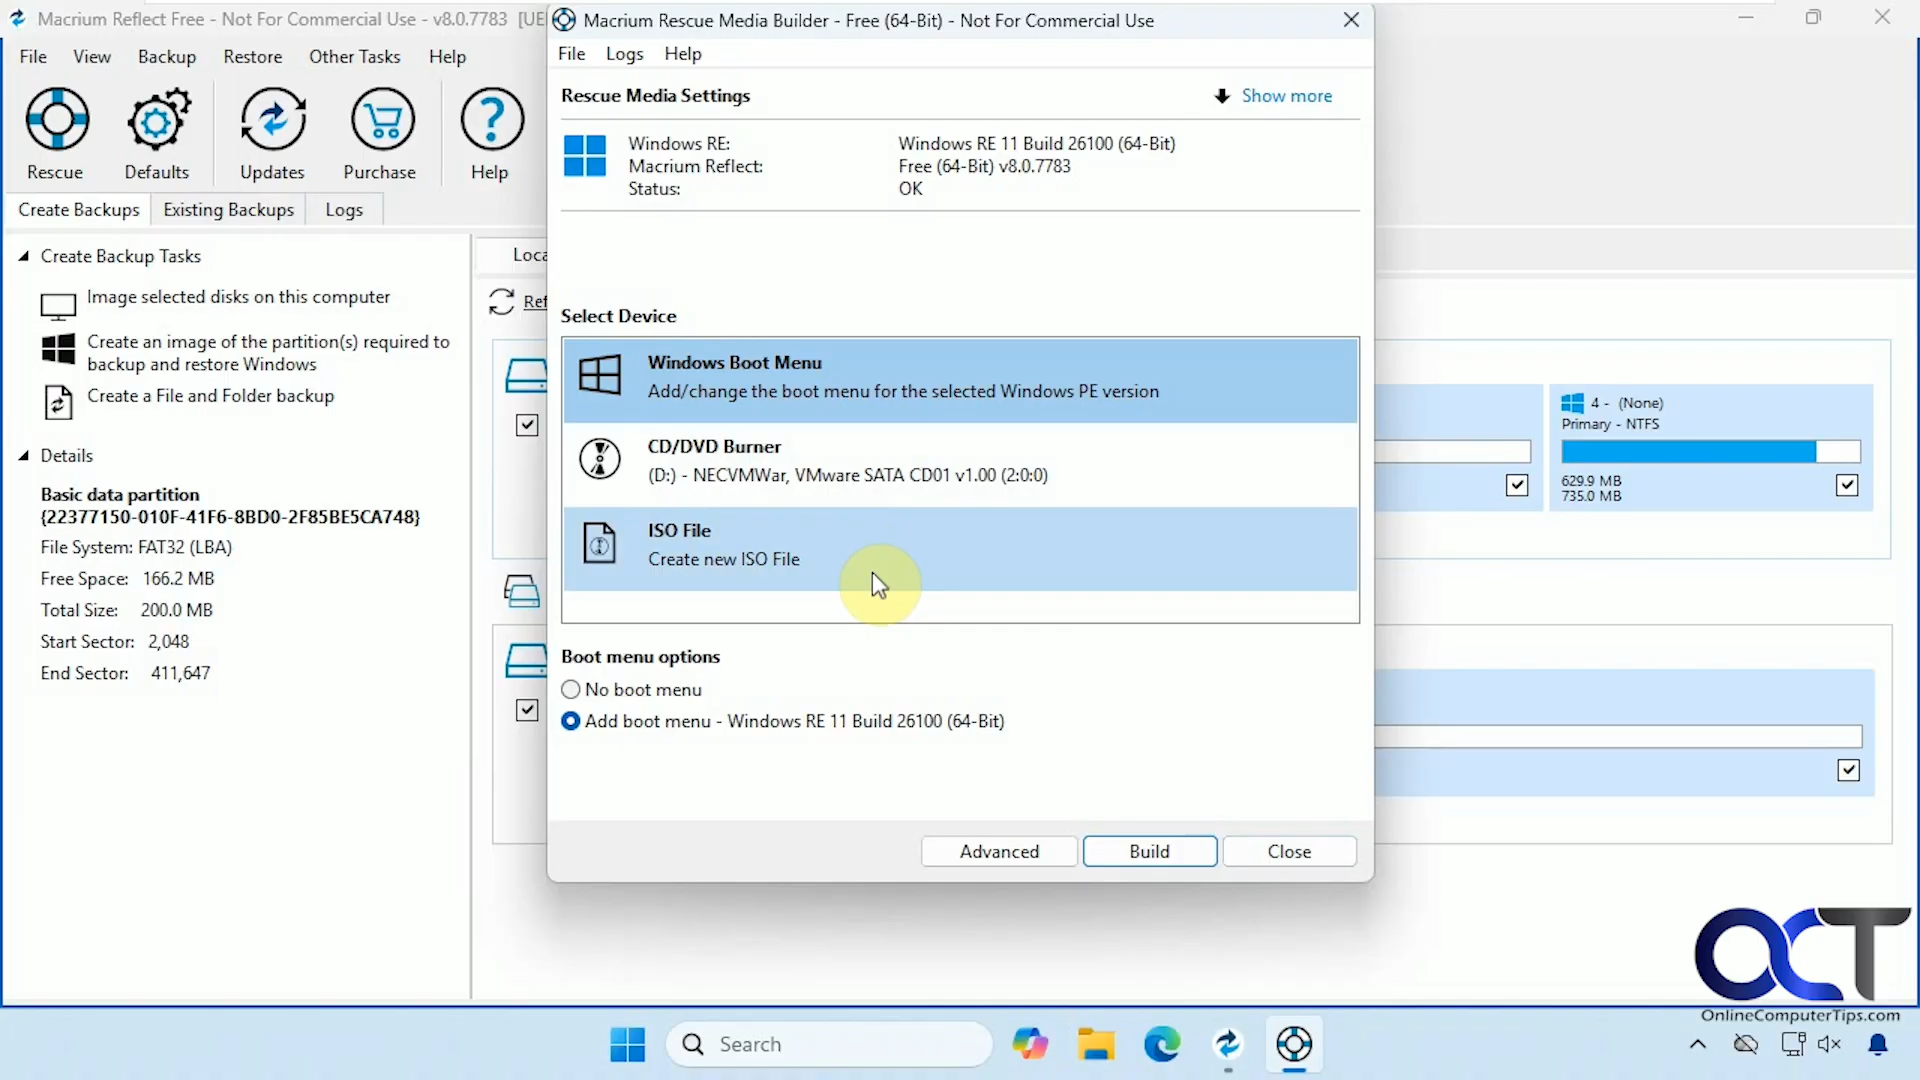 Macrium Reflect Free - Not For Commercial Use - v8.0.7783 [UE
Macrium Rescue Media Builder - Free (64-Bit) - Not For Commercial Use
File View Backup Restore Other Tasks Help
Rescue Defaults Updates Purchase Help
Create Backups Existing Backups Logs
Create Backup Tasks
Image selected disks on this computer
Create an image of the partition(s) required to
backup and restore Windows
Create a File and Folder backup
Details
Basic data partition
{22377150-010F-41F6-8BD0-2F85BE5CA748}
File System: FAT32 (LBA)
Free Space: 166.2 MB
Total Size: 200.0 MB
Start Sector: 2,048
End Sector: 411,647
Loca
Ref
File Logs Help
Rescue Media Settings
Show more
Windows RE: Windows RE 11 Build 26100 (64-Bit)
Macrium Reflect: Free (64-Bit) v8.0.7783
Status: OK
Select Device
Windows Boot Menu
Add/change the boot menu for the selected Windows PE version
CD/DVD Burner
(D:) - NECVMWar, VMware SATA CD01 v1.00 (2:0:0)
ISO File
Create new ISO File
Boot menu options
No boot menu
Add boot menu - Windows RE 11 Build 26100 (64-Bit)
Advanced Build Close
4 - (None)
Primary - NTFS
629.9 MB
735.0 MB
OCT
OnlineComputerTips.com
Search